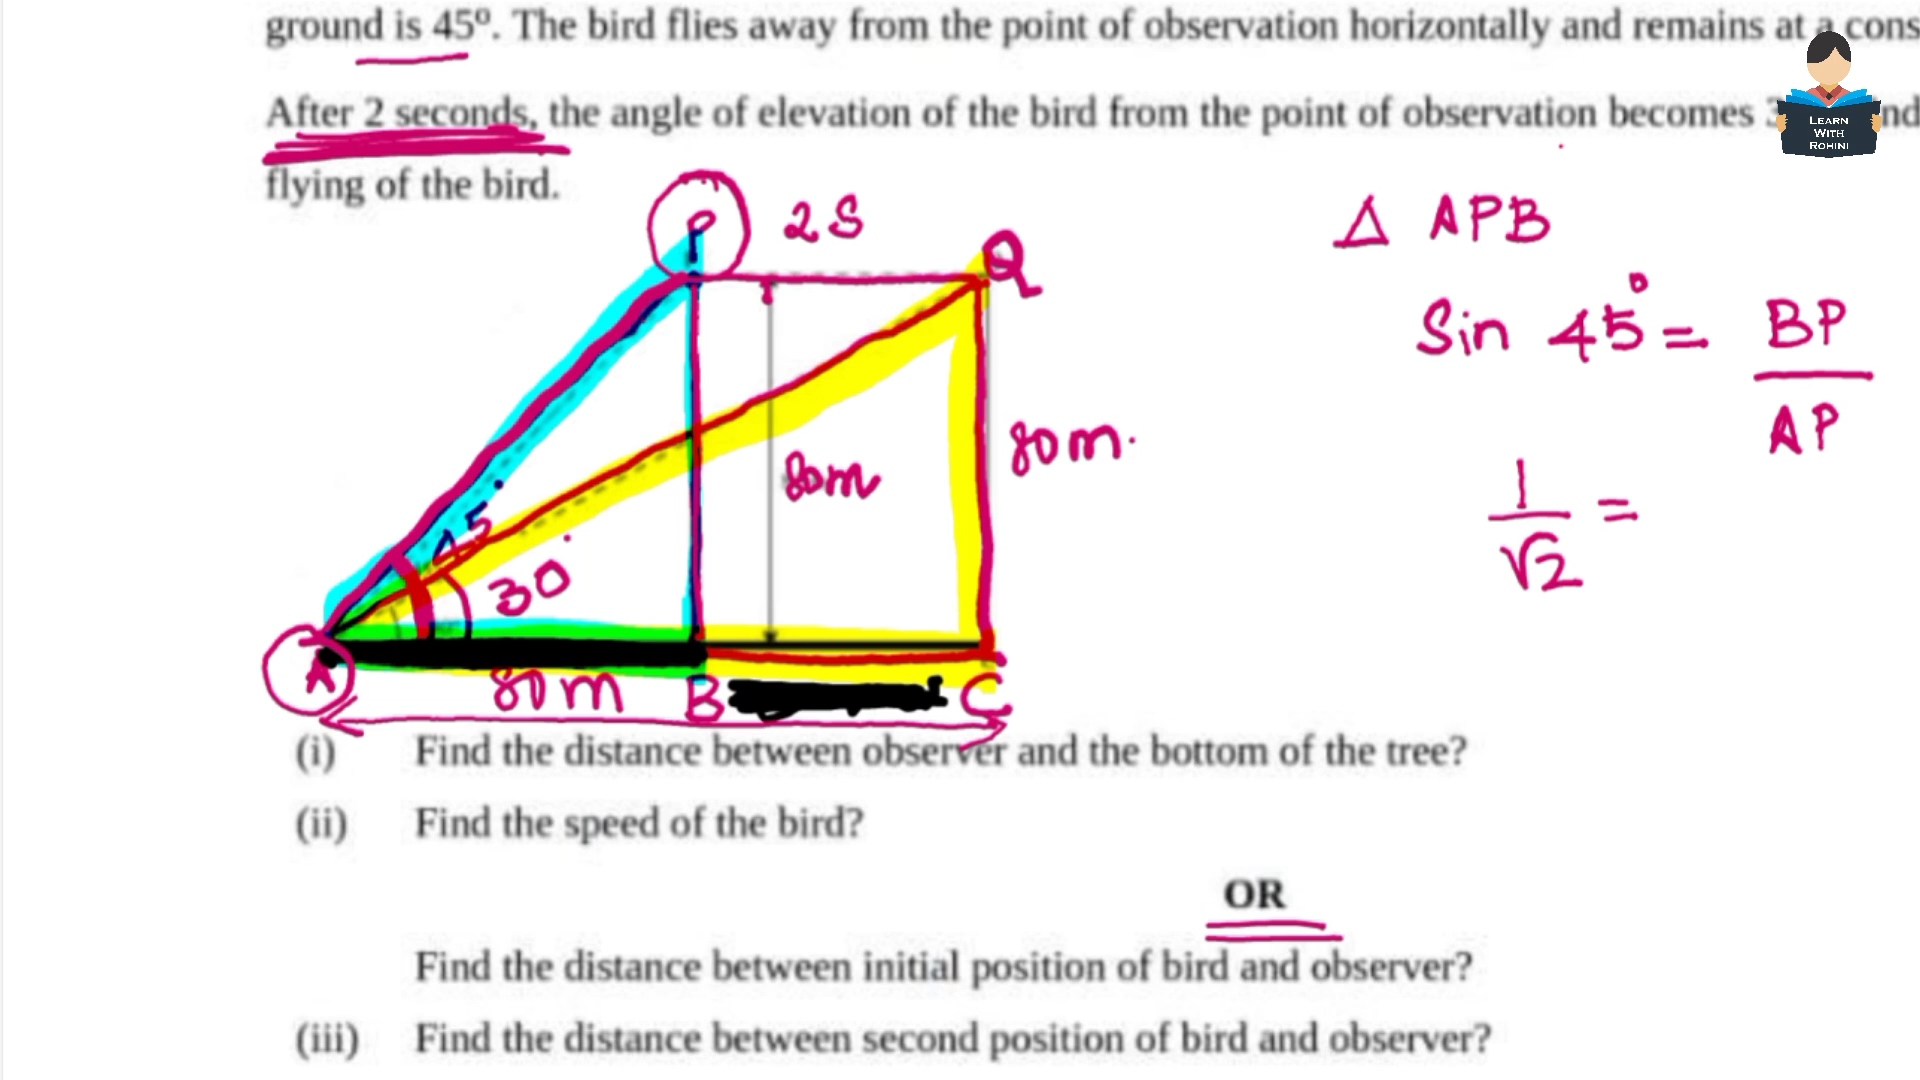 ground is 45°. The bird flies away from the point of observation horizontally and remains at a cons
After 2 seconds, the angle of elevation of the bird from the point of observation becomes
flying of the bird.
LEARN
WITH
ROHINI
P 2S Q
Δ APB
Sin 45° = BP
AP
1
√2 =
80m
80m.
45
30
A 80m B C
(i) Find the distance between observer and the bottom of the tree?
(ii) Find the speed of the bird?
OR
Find the distance between initial position of bird and observer?
(iii) Find the distance between second position of bird and observer?